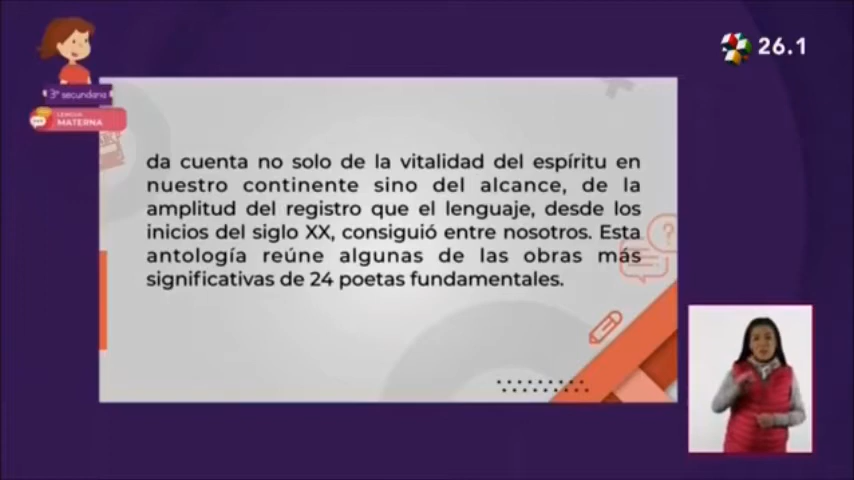 26.1
3° secundaria
LENGUA
MATERNA
da cuenta no solo de la vitalidad del espíritu en
nuestro continente sino del alcance, de la
amplitud del registro que el lenguaje, desde los
inicios del siglo XX, consiguió entre nosotros. Esta
antología reúne algunas de las obras más
significativas de 24 poetas fundamentales.